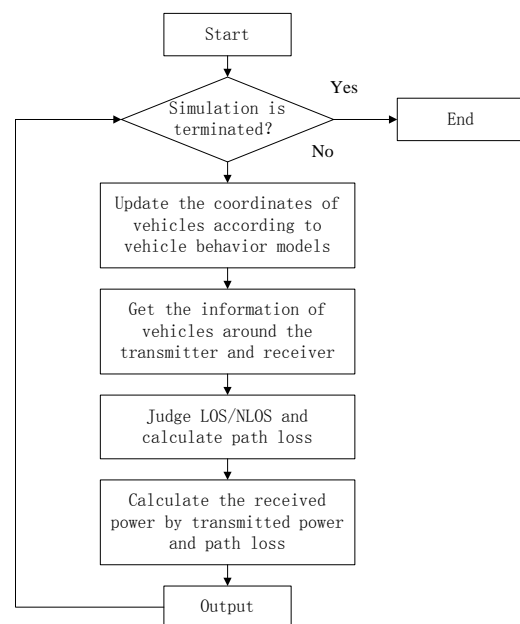 Start
Simulation is
terminated?
Yes
End
No
Update the coordinates of
vehicles according to
vehicle behavior models
Get the information of
vehicles around the
transmitter and receiver
Judge LOS/NLOS and
calculate path loss
Calculate the received
power by transmitted power
and path loss
Output